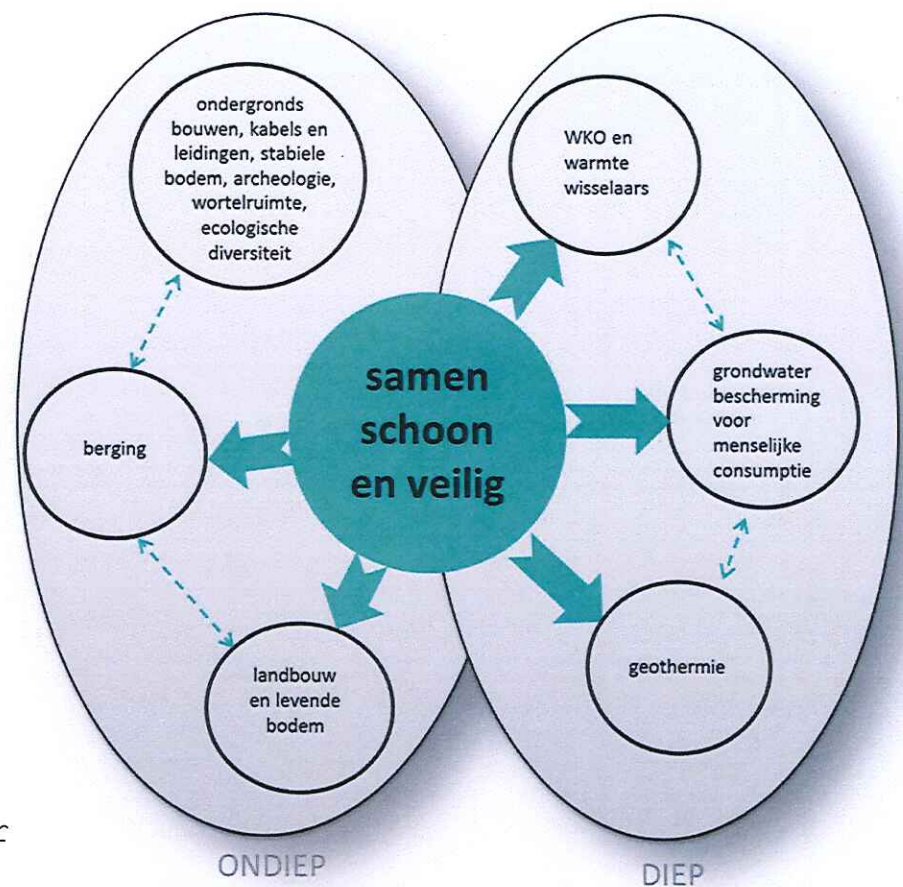 ondergronds
bouwen, kabels en
leidingen, stabiele
bodem, archeologie,
wortelruimte,
ecologische
diversiteit
berging
landbouw
en levende
bodem
samen
schoon
en veilig
WKO en
warmte
wisselaars
grondwater
bescherming
voor
menselijke
consumptie
geothermie
ONDIEP
DIEP